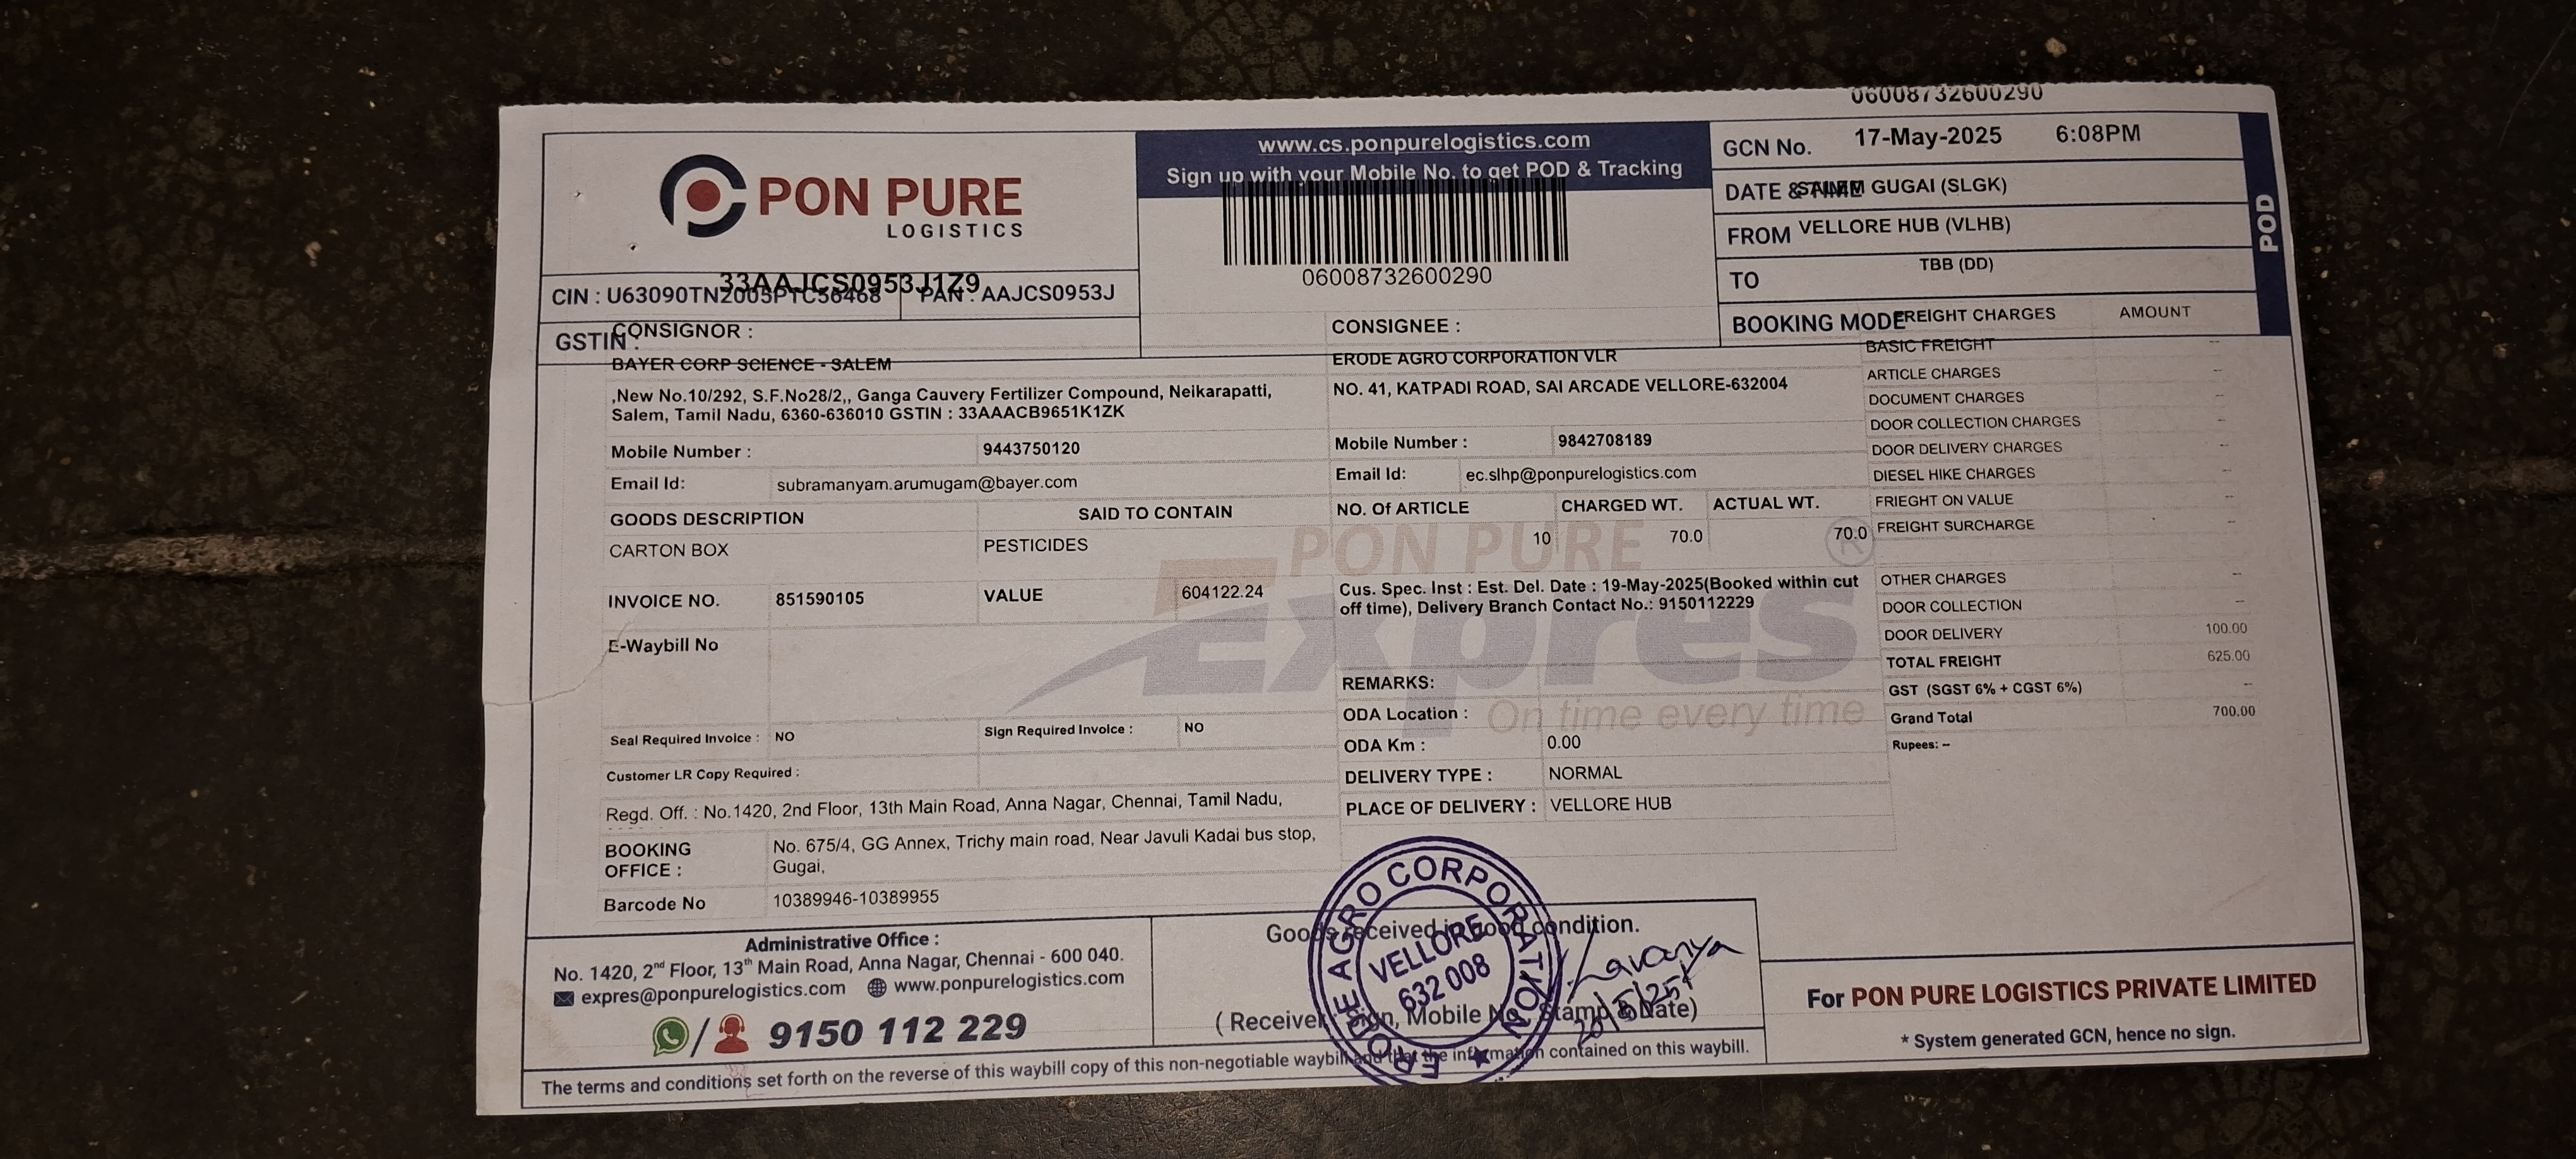 06008732600290
PON PURE
LOGISTICS
www.cs.ponpurelogistics.com
Sign up with your Mobile No. to get POD & Tracking
06008732600290
GCN No. 17-May-2025 6:08PM
DATE & TIME SALEM GUGAI (SLGK)
FROM VELLORE HUB (VLHB)
TO TBB (DD)
BOOKING MODE
POD
33AAJCS0953J1Z9
CIN : U63090TN2005PTC56468 PAN : AAJCS0953J
GSTIN :
CONSIGNOR :
BAYER CORP SCIENCE - SALEM
,New No.10/292, S.F.No28/2,, Ganga Cauvery Fertilizer Compound, Neikarapatti,
Salem, Tamil Nadu, 6360-636010 GSTIN : 33AAACB9651K1ZK
Mobile Number : 9443750120
Email Id: subramanyam.arumugam@bayer.com
CONSIGNEE :
ERODE AGRO CORPORATION VLR
NO. 41, KATPADI ROAD, SAI ARCADE VELLORE-632004
Mobile Number : 9842708189
Email Id: ec.slhp@ponpurelogistics.com
GOODS DESCRIPTION SAID TO CONTAIN NO. Of ARTICLE CHARGED WT. ACTUAL WT.
CARTON BOX PESTICIDES 10 70.0 70.0
INVOICE NO. 851590105 VALUE 604122.24
Cus. Spec. Inst : Est. Del. Date : 19-May-2025(Booked within cut
off time), Delivery Branch Contact No.: 9150112229
E-Waybill No
PON PURE
Expres
On time every time
®
REMARKS:
ODA Location :
ODA Km : 0.00
DELIVERY TYPE : NORMAL
PLACE OF DELIVERY : VELLORE HUB
Seal Required Invoice : NO Sign Required Invoice : NO
Customer LR Copy Required :
Regd. Off. : No.1420, 2nd Floor, 13th Main Road, Anna Nagar, Chennai, Tamil Nadu,
BOOKING OFFICE : No. 675/4, GG Annex, Trichy main road, Near Javuli Kadai bus stop,
Gugai,
Barcode No 10389946-10389955
FREIGHT CHARGES AMOUNT
BASIC FREIGHT --
ARTICLE CHARGES --
DOCUMENT CHARGES --
DOOR COLLECTION CHARGES --
DOOR DELIVERY CHARGES --
DIESEL HIKE CHARGES --
FRIEGHT ON VALUE --
FREIGHT SURCHARGE --
OTHER CHARGES --
DOOR COLLECTION --
DOOR DELIVERY 100.00
TOTAL FREIGHT 625.00
GST (SGST 6% + CGST 6%) --
Grand Total 700.00
Rupees: --
Administrative Office :
No. 1420, 2nd Floor, 13th Main Road, Anna Nagar, Chennai - 600 040.
expres@ponpurelogistics.com www.ponpurelogistics.com
/ 9150 112 229
Goods received in good condition.
ERODE AGRO CORPORATION
VELLORE
632 008
Lavanya
20/5/25
( Receiver Sign, Mobile No., Stamp & Date)
For PON PURE LOGISTICS PRIVATE LIMITED
* System generated GCN, hence no sign.
The terms and conditions set forth on the reverse of this waybill copy of this non-negotiable waybill and that the information contained on this waybill.